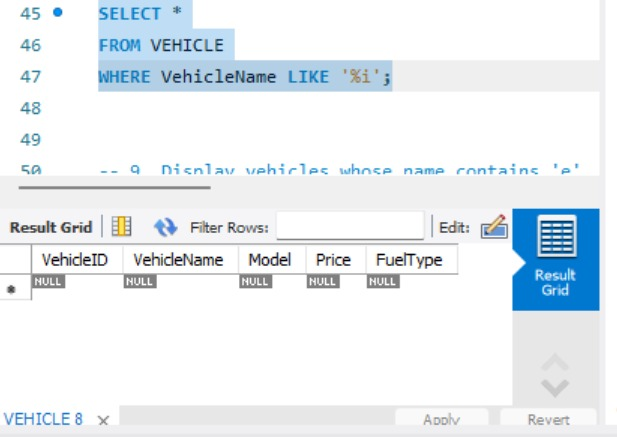 45 SELECT *
46 FROM VEHICLE
47 WHERE VehicleName LIKE '%i';
48
49
50 -- 9. Display vehicles whose name contains 'e'
Result Grid Filter Rows: Edit:
VehicleID VehicleName Model Price FuelType
* NULL NULL NULL NULL NULL
Result
Grid
VEHICLE 8 × Apply Revert